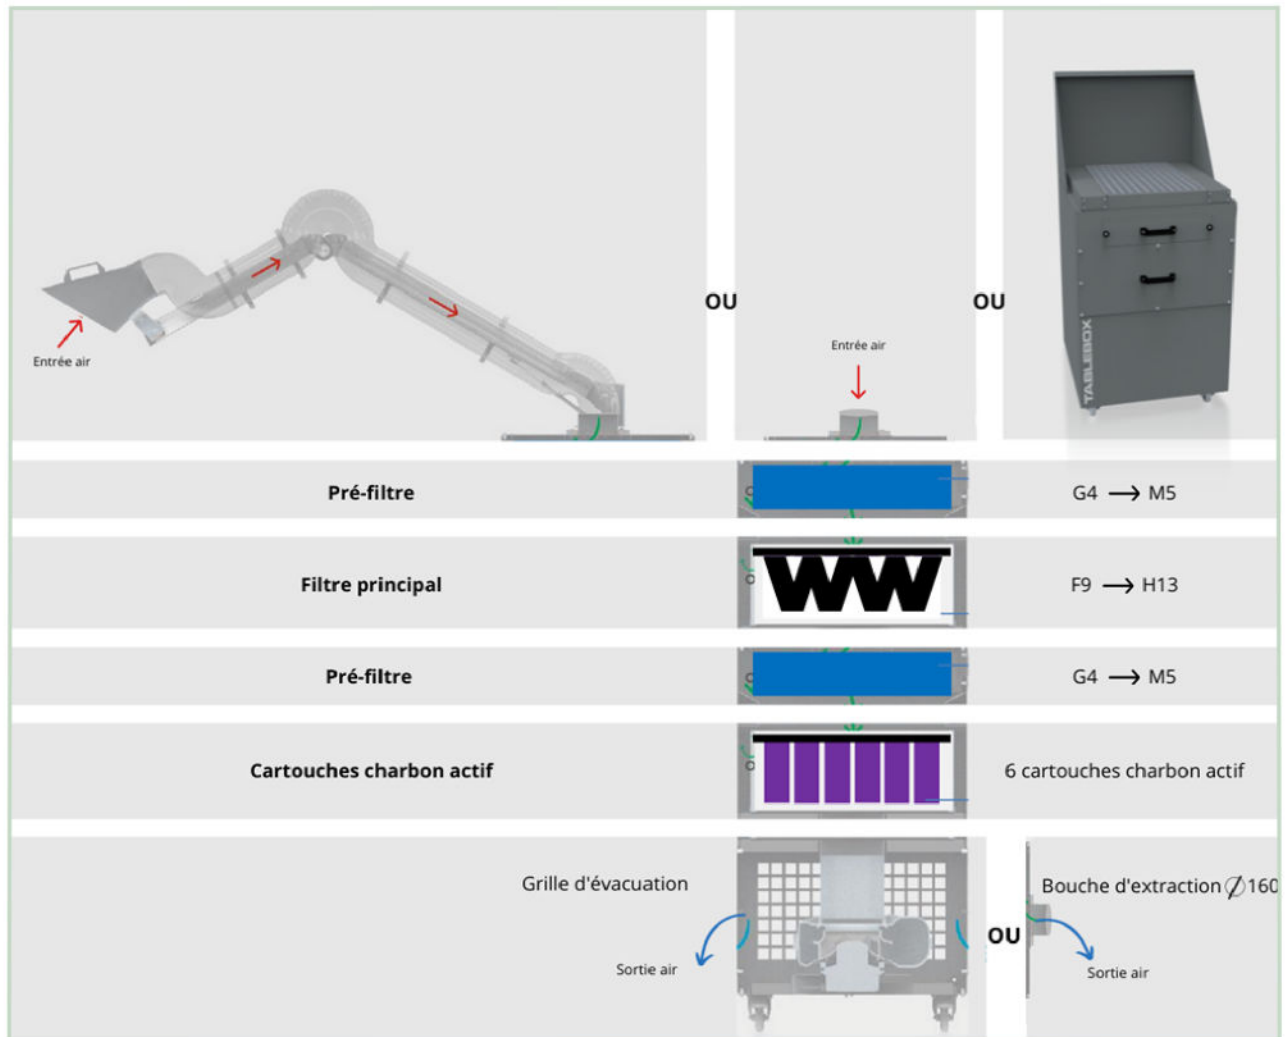 OU
OU
Entrée air
Entrée air
TABLEBOX
Pré-filtre
G4 → M5
Filtre principal
F9 → H13
Pré-filtre
G4 → M5
Cartouches charbon actif
6 cartouches charbon actif
Grille d'évacuation
Bouche d'extraction ∅160
OU
Sortie air
Sortie air